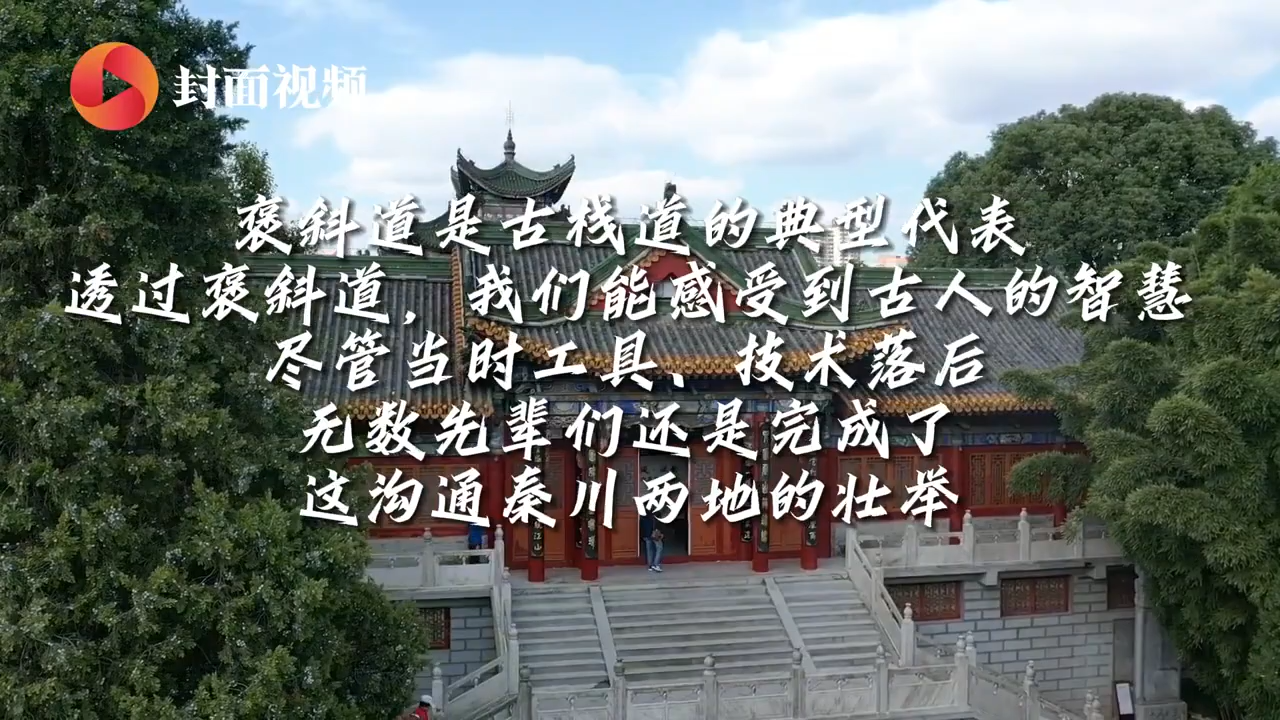 封面视频
褒斜道是古栈道的典型代表
透过褒斜道，我们能感受到古人的智慧
尽管当时工具、技术落后
无数先辈们还是完成了
这沟通秦川两地的壮举
江山